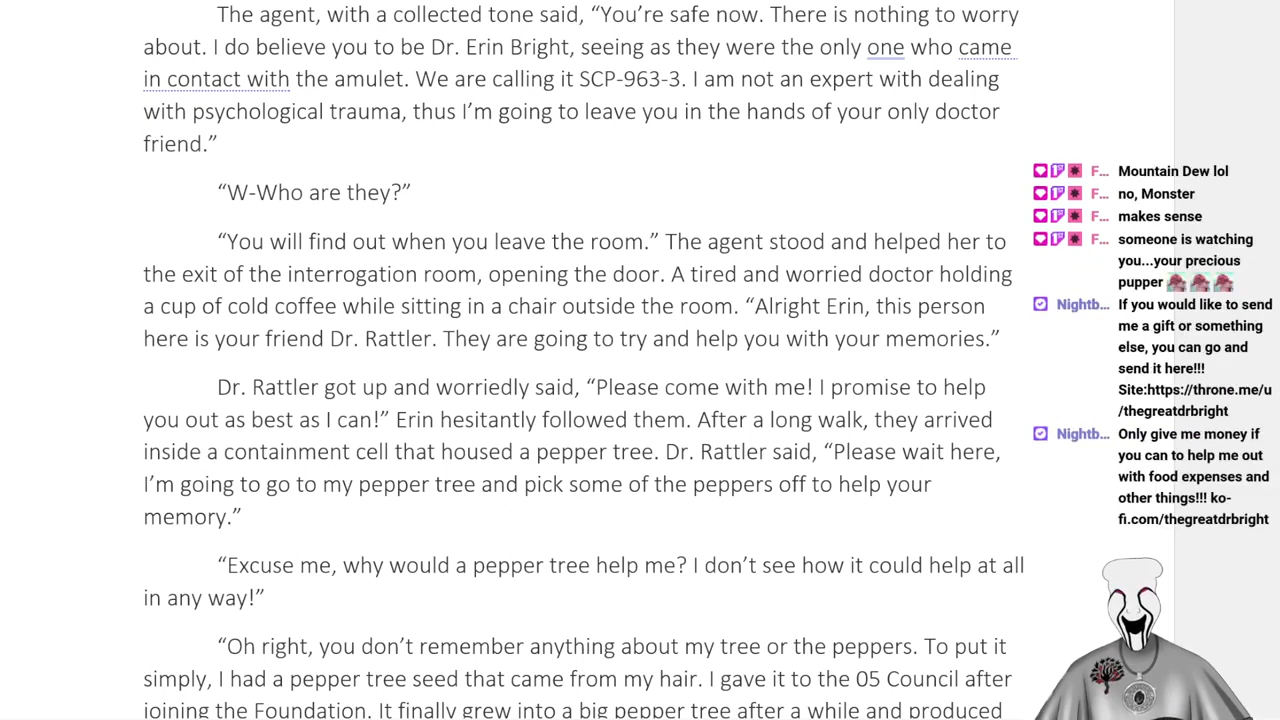 The agent, with a collected tone said, “You’re safe now. There is nothing to worry
about. I do believe you to be Dr. Erin Bright, seeing as they were the only one who came
in contact with the amulet. We are calling it SCP-963-3. I am not an expert with dealing
with psychological trauma, thus I’m going to leave you in the hands of your only doctor
friend.”
“W-Who are they?”
“You will find out when you leave the room.” The agent stood and helped her to
the exit of the interrogation room, opening the door. A tired and worried doctor holding
a cup of cold coffee while sitting in a chair outside the room. “Alright Erin, this person
here is your friend Dr. Rattler. They are going to try and help you with your memories.”
Dr. Rattler got up and worriedly said, “Please come with me! I promise to help
you out as best as I can!” Erin hesitantly followed them. After a long walk, they arrived
inside a containment cell that housed a pepper tree. Dr. Rattler said, “Please wait here,
I’m going to go to my pepper tree and pick some of the peppers off to help your
memory.”
“Excuse me, why would a pepper tree help me? I don’t see how it could help at all
in any way!”
“Oh right, you don’t remember anything about my tree or the peppers. To put it
simply, I had a pepper tree seed that came from my hair. I gave it to the 05 Council after
joining the Foundation. It finally grew into a big pepper tree after a while and produced
F... Mountain Dew lol
F... no, Monster
F... makes sense
F... someone is watching
you...your precious
pupper
Nightb... If you would like to send
me a gift or something
else, you can go and
send it here!!!
Site:https://throne.me/u
/thegreatdrbright
Nightb... Only give me money if
you can to help me out
with food expenses and
other things!!! ko-
fi.com/thegreatdrbright